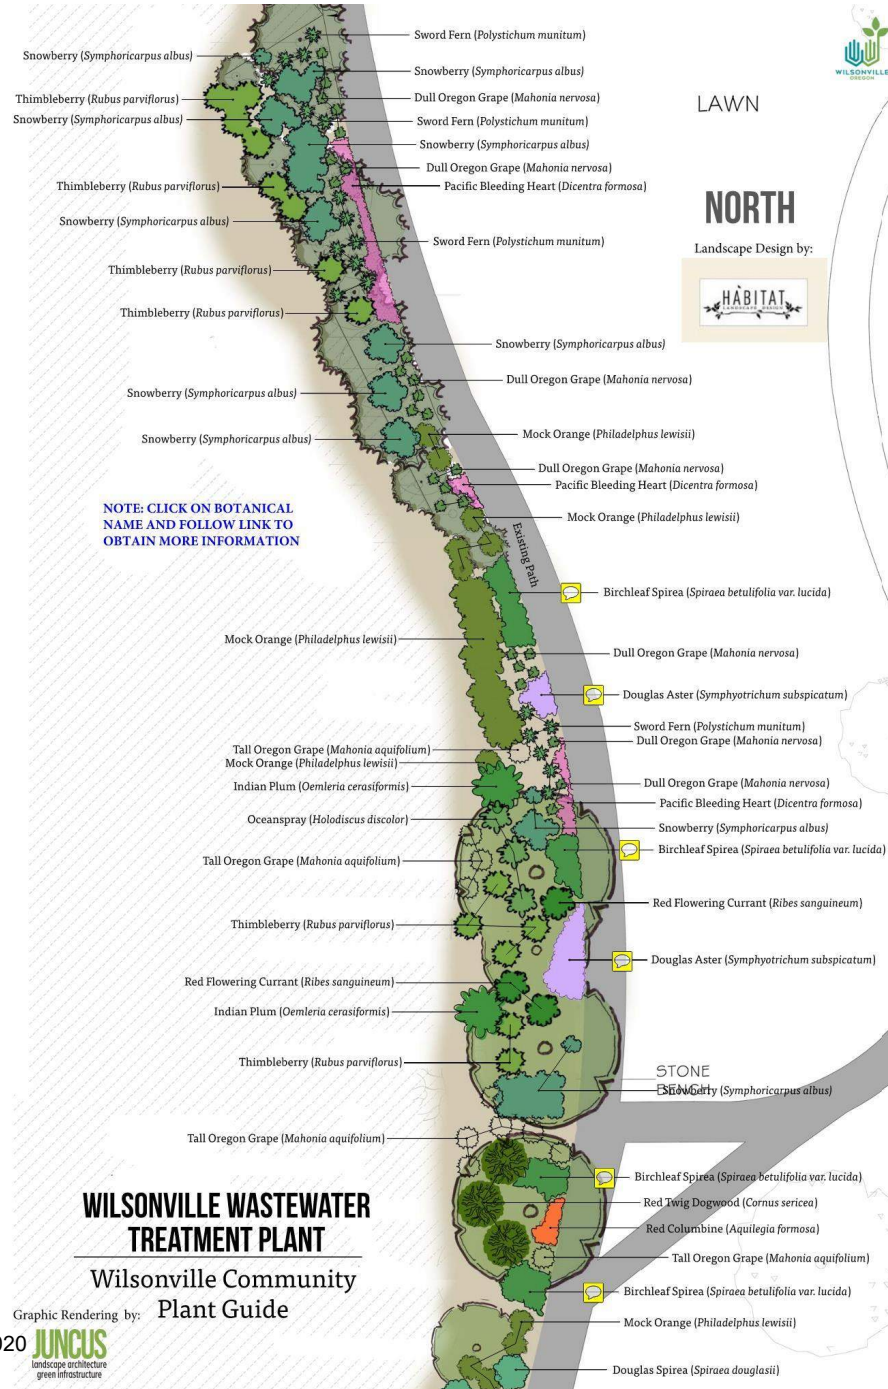 Sword Fern (Polystichum munitum)
Snowberry (Symphoricarpus albus)
Snowberry (Symphoricarpus albus)
WILSONVILLE
OREGON
Thimbleberry (Rubus parviflorus)
Dull Oregon Grape (Mahonia nervosa)
LAWN
Snowberry (Symphoricarpus albus)
Sword Fern (Polystichum munitum)
Snowberry (Symphoricarpus albus)
Dull Oregon Grape (Mahonia nervosa)
Thimbleberry (Rubus parviflorus)
Pacific Bleeding Heart (Dicentra formosa)
NORTH
Snowberry (Symphoricarpus albus)
Sword Fern (Polystichum munitum)
Landscape Design by:
Thimbleberry (Rubus parviflorus)
HABITAT
LANDSCAPE DESIGN
Thimbleberry (Rubus parviflorus)
Snowberry (Symphoricarpus albus)
Dull Oregon Grape (Mahonia nervosa)
Snowberry (Symphoricarpus albus)
Snowberry (Symphoricarpus albus)
Mock Orange (Philadelphus lewisii)
Dull Oregon Grape (Mahonia nervosa)
Pacific Bleeding Heart (Dicentra formosa)
NOTE: CLICK ON BOTANICAL
NAME AND FOLLOW LINK TO
OBTAIN MORE INFORMATION
Mock Orange (Philadelphus lewisii)
Existing Path
Birchleaf Spirea (Spiraea betulifolia var. lucida)
Mock Orange (Philadelphus lewisii)
Dull Oregon Grape (Mahonia nervosa)
Douglas Aster (Symphyotrichum subspicatum)
Sword Fern (Polystichum munitum)
Dull Oregon Grape (Mahonia nervosa)
Tall Oregon Grape (Mahonia aquifolium)
Mock Orange (Philadelphus lewisii)
Indian Plum (Oemleria cerasiformis)
Dull Oregon Grape (Mahonia nervosa)
Pacific Bleeding Heart (Dicentra formosa)
Oceanspray (Holodiscus discolor)
Snowberry (Symphoricarpus albus)
Birchleaf Spirea (Spiraea betulifolia var. lucida)
Tall Oregon Grape (Mahonia aquifolium)
Red Flowering Currant (Ribes sanguineum)
Thimbleberry (Rubus parviflorus)
Douglas Aster (Symphyotrichum subspicatum)
Red Flowering Currant (Ribes sanguineum)
Indian Plum (Oemleria cerasiformis)
Thimbleberry (Rubus parviflorus)
STONE
BENCH
Snowberry (Symphoricarpus albus)
Tall Oregon Grape (Mahonia aquifolium)
Birchleaf Spirea (Spiraea betulifolia var. lucida)
Red Twig Dogwood (Cornus sericea)
Red Columbine (Aquilegia formosa)
Tall Oregon Grape (Mahonia aquifolium)
Birchleaf Spirea (Spiraea betulifolia var. lucida)
Mock Orange (Philadelphus lewisii)
Douglas Spirea (Spiraea douglasii)
WILSONVILLE WASTEWATER
TREATMENT PLANT
Wilsonville Community
Plant Guide
Graphic Rendering by:
020
JUNCUS
landscape architecture
green infrastructure